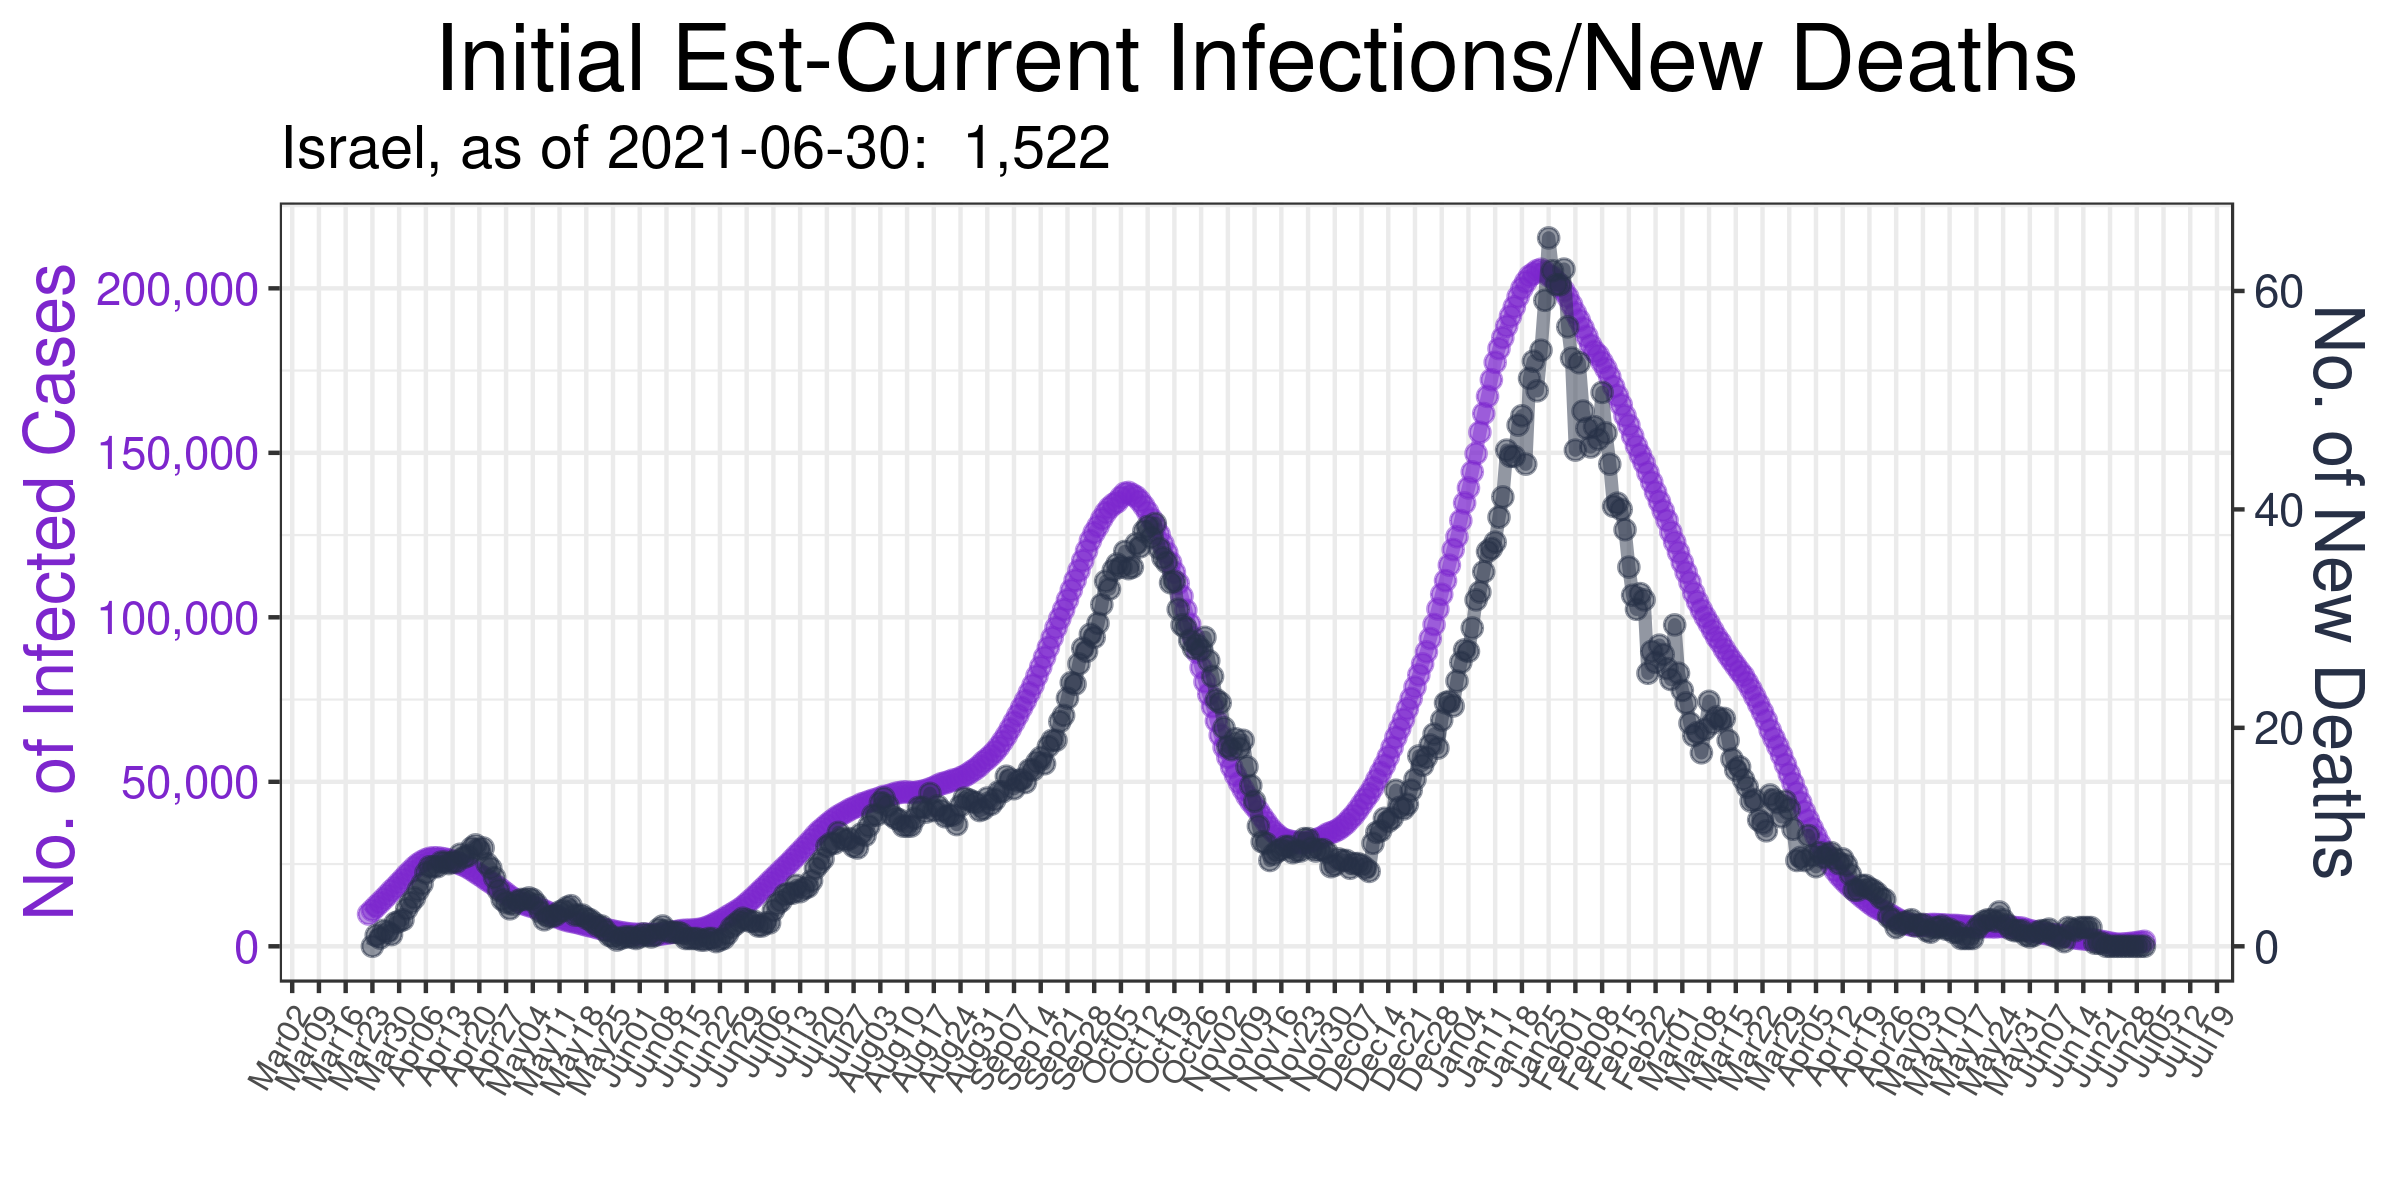 Initial Est-Current Infections/New Deaths
Israel, as of 2021-06-30: 1,522
No. of Infected Cases
200,000
150,000
100,000
50,000
0
60
40
20
0
No. of New Deaths
Mar02
Mar09
Mar16
Mar23
Mar30
Apr06
Apr13
Apr20
Apr27
May04
May11
May18
May25
Jun01
Jun08
Jun15
Jun22
Jun29
Jul06
Jul13
Jul20
Jul27
Aug03
Aug10
Aug17
Aug24
Aug31
Sep07
Sep14
Sep21
Sep28
Oct05
Oct12
Oct19
Oct26
Nov02
Nov09
Nov16
Nov23
Nov30
Dec07
Dec14
Dec21
Dec28
Jan04
Jan11
Jan18
Jan25
Feb01
Feb08
Feb15
Feb22
Mar01
Mar08
Mar15
Mar22
Mar29
Apr05
Apr12
Apr19
Apr26
May03
May10
May17
May24
May31
Jun07
Jun14
Jun21
Jun28
Jul05
Jul12
Jul19